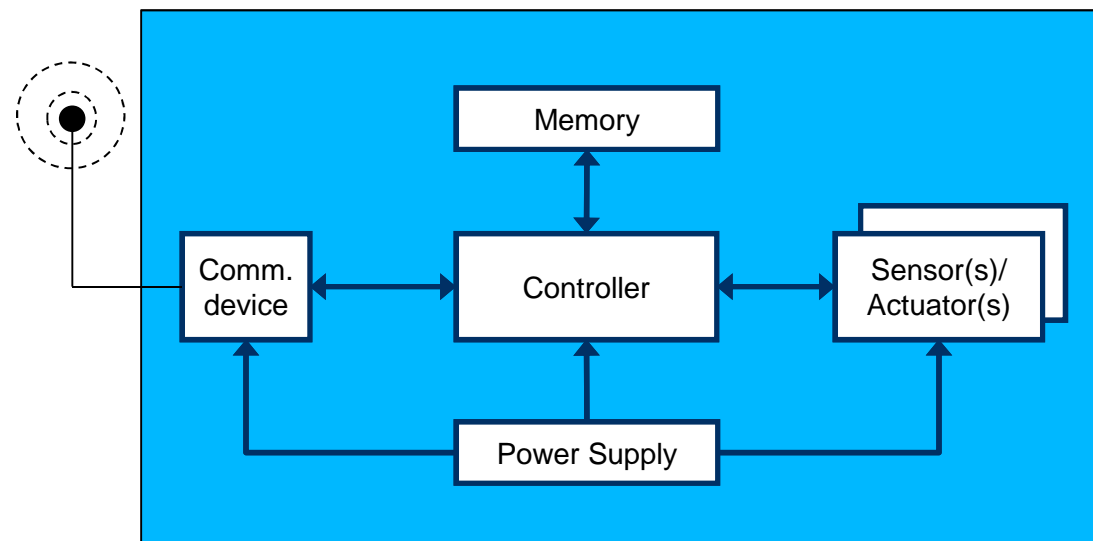 Memory
Comm.
device
Controller
Sensor(s)/
Actuator(s)
Power Supply